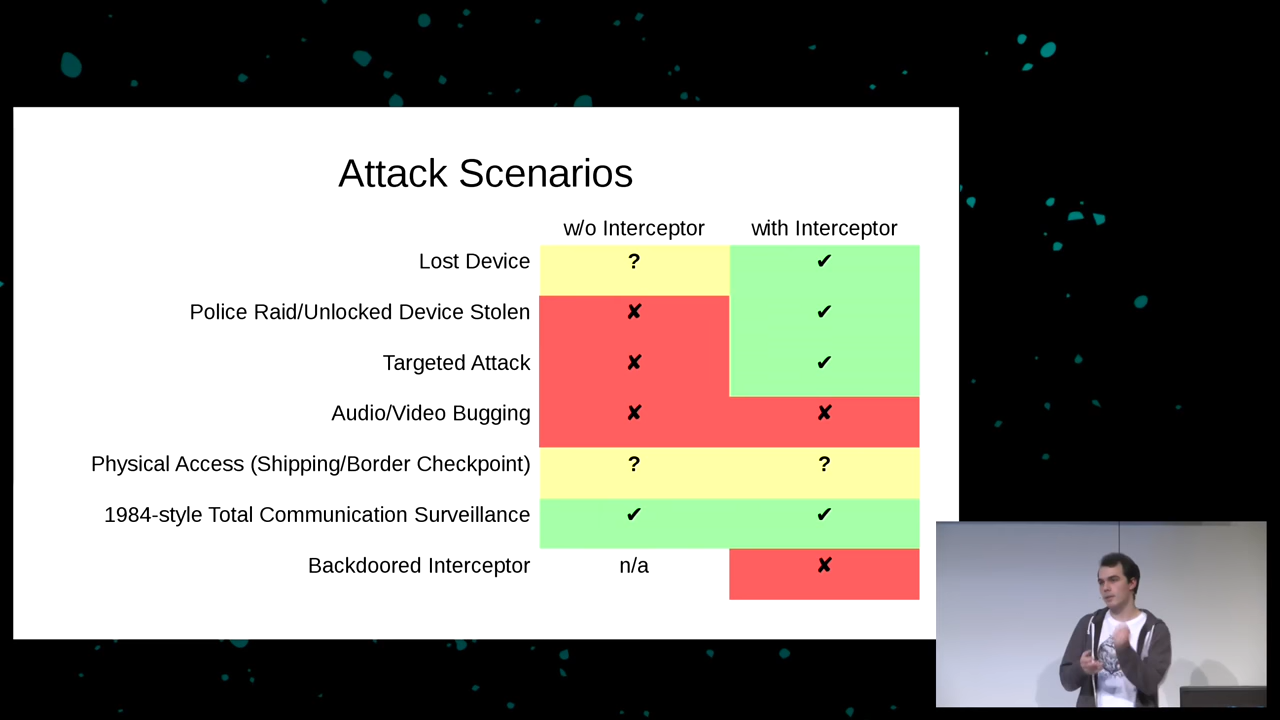 Attack Scenarios
w/o Interceptor with Interceptor
Lost Device ? ✔
Police Raid/Unlocked Device Stolen ✘ ✔
Targeted Attack ✘ ✔
Audio/Video Bugging ✘ ✘
Physical Access (Shipping/Border Checkpoint) ? ?
1984-style Total Communication Surveillance ✔ ✔
Backdoored Interceptor n/a ✘